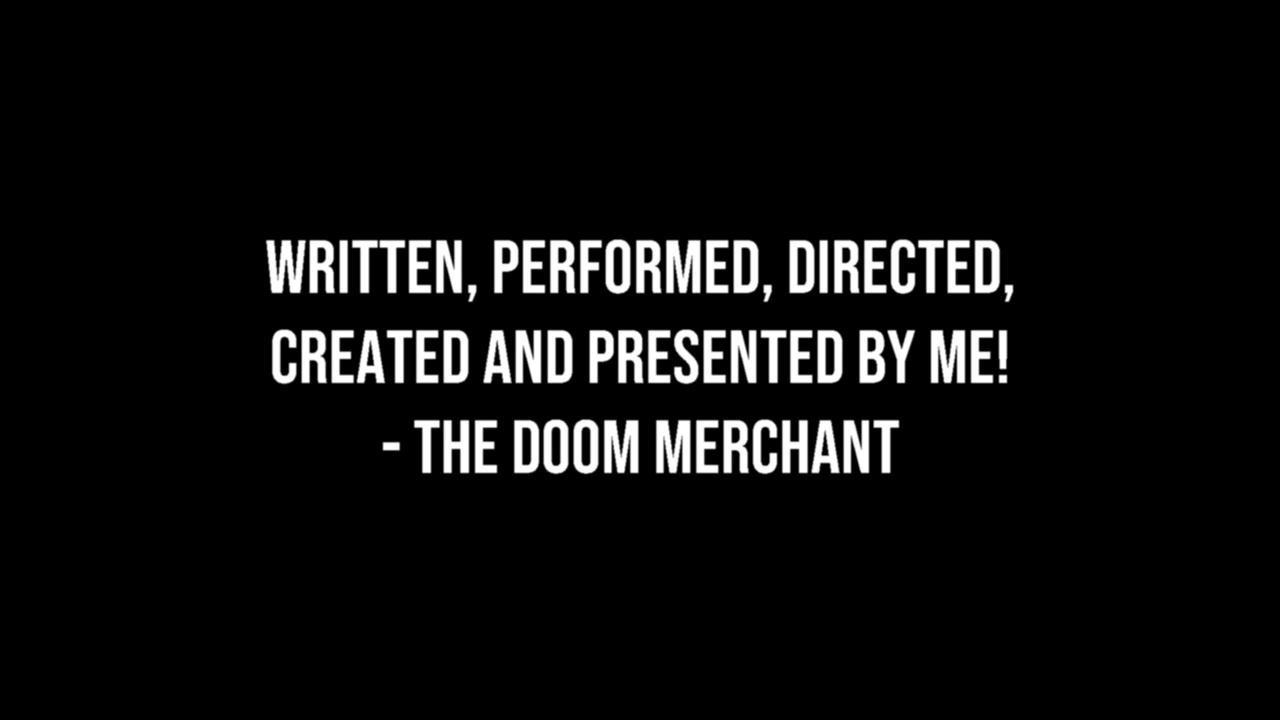 WRITTEN, PERFORMED, DIRECTED,
CREATED AND PRESENTED BY ME!
- THE DOOM MERCHANT